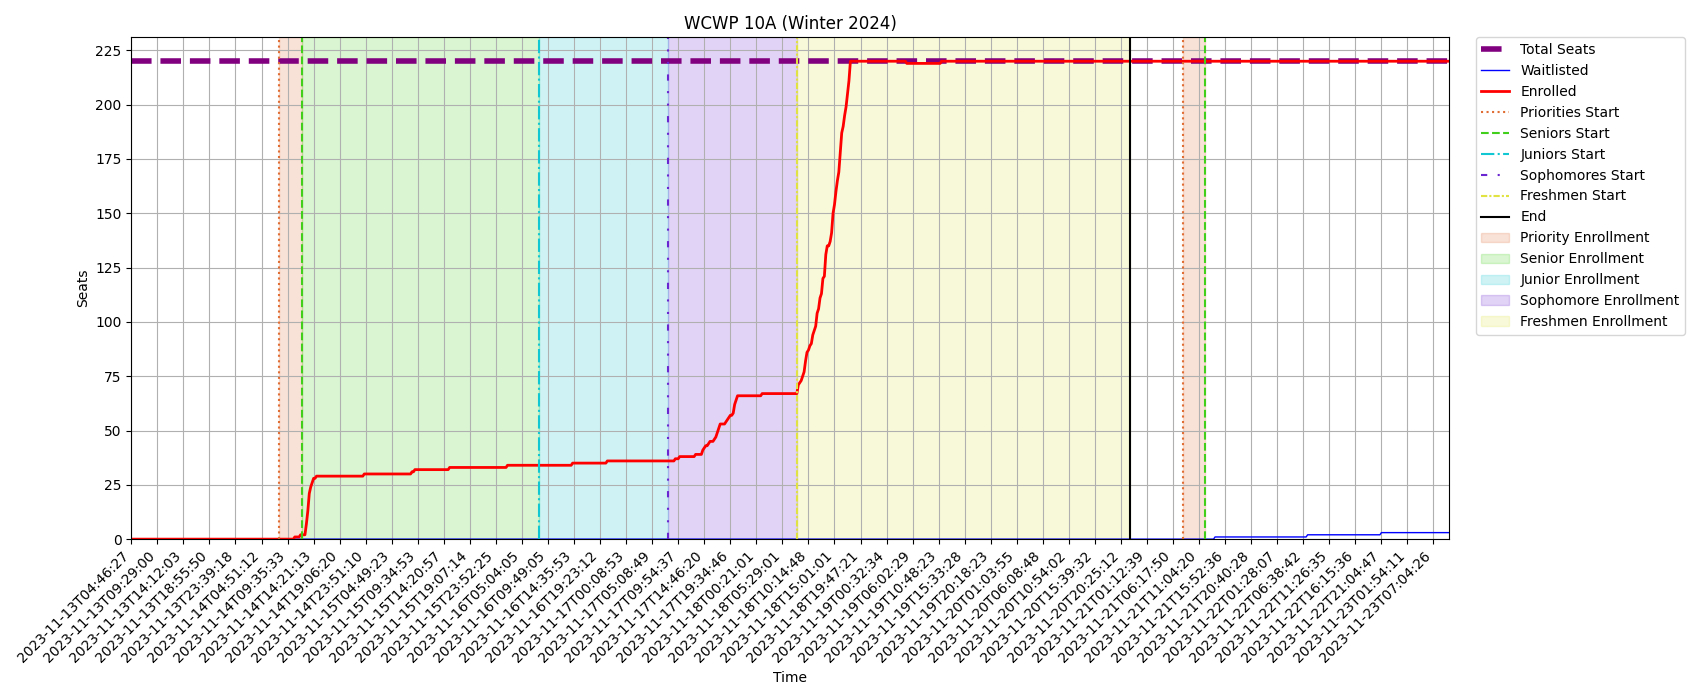 WCWP 10A (Winter 2024)
Seats
225
200
175
150
125
100
75
50
25
0
2023-11-13T04:46:27
2023-11-13T09:29:00
2023-11-13T14:12:03
2023-11-13T18:55:50
2023-11-13T23:39:18
2023-11-14T04:51:12
2023-11-14T09:35:33
2023-11-14T14:21:13
2023-11-14T19:06:20
2023-11-14T23:51:10
2023-11-15T04:49:23
2023-11-15T09:34:53
2023-11-15T14:20:57
2023-11-15T19:07:14
2023-11-15T23:52:25
2023-11-16T05:04:05
2023-11-16T09:49:05
2023-11-16T14:35:53
2023-11-16T19:23:12
2023-11-17T00:08:53
2023-11-17T05:08:49
2023-11-17T09:54:37
2023-11-17T14:46:20
2023-11-17T19:34:46
2023-11-18T00:21:01
2023-11-18T05:29:01
2023-11-18T10:14:48
2023-11-18T15:01:01
2023-11-18T19:47:21
2023-11-19T00:32:34
2023-11-19T06:02:29
2023-11-19T10:48:23
2023-11-19T15:33:28
2023-11-19T20:18:23
2023-11-20T01:03:55
2023-11-20T06:08:48
2023-11-20T10:54:02
2023-11-20T15:39:32
2023-11-20T20:25:12
2023-11-21T01:12:39
2023-11-21T06:17:50
2023-11-21T11:04:20
2023-11-21T15:52:36
2023-11-21T20:40:28
2023-11-22T01:28:07
2023-11-22T06:38:42
2023-11-22T11:26:35
2023-11-22T16:15:36
2023-11-22T21:04:47
2023-11-23T01:54:11
2023-11-23T07:04:26
Time
Total Seats
Waitlisted
Enrolled
Priorities Start
Seniors Start
Juniors Start
Sophomores Start
Freshmen Start
End
Priority Enrollment
Senior Enrollment
Junior Enrollment
Sophomore Enrollment
Freshmen Enrollment